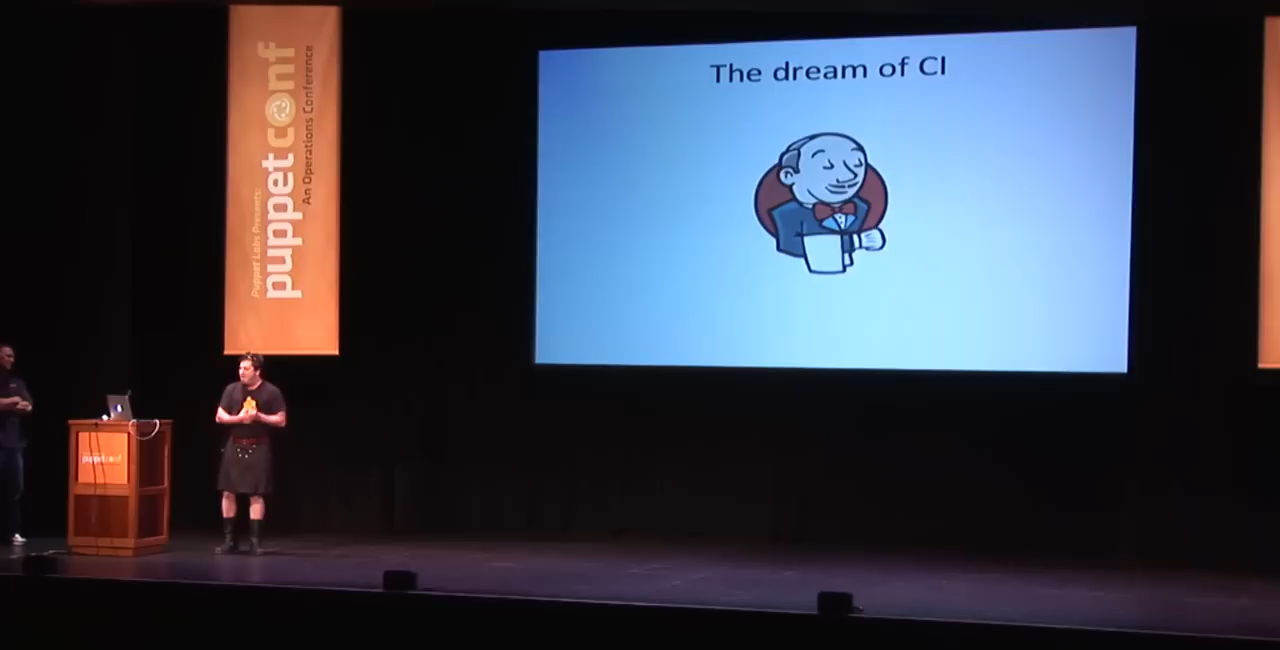 Puppet Labs Presents:
puppetconf
An Operations Conference
The dream of CI
puppetconf